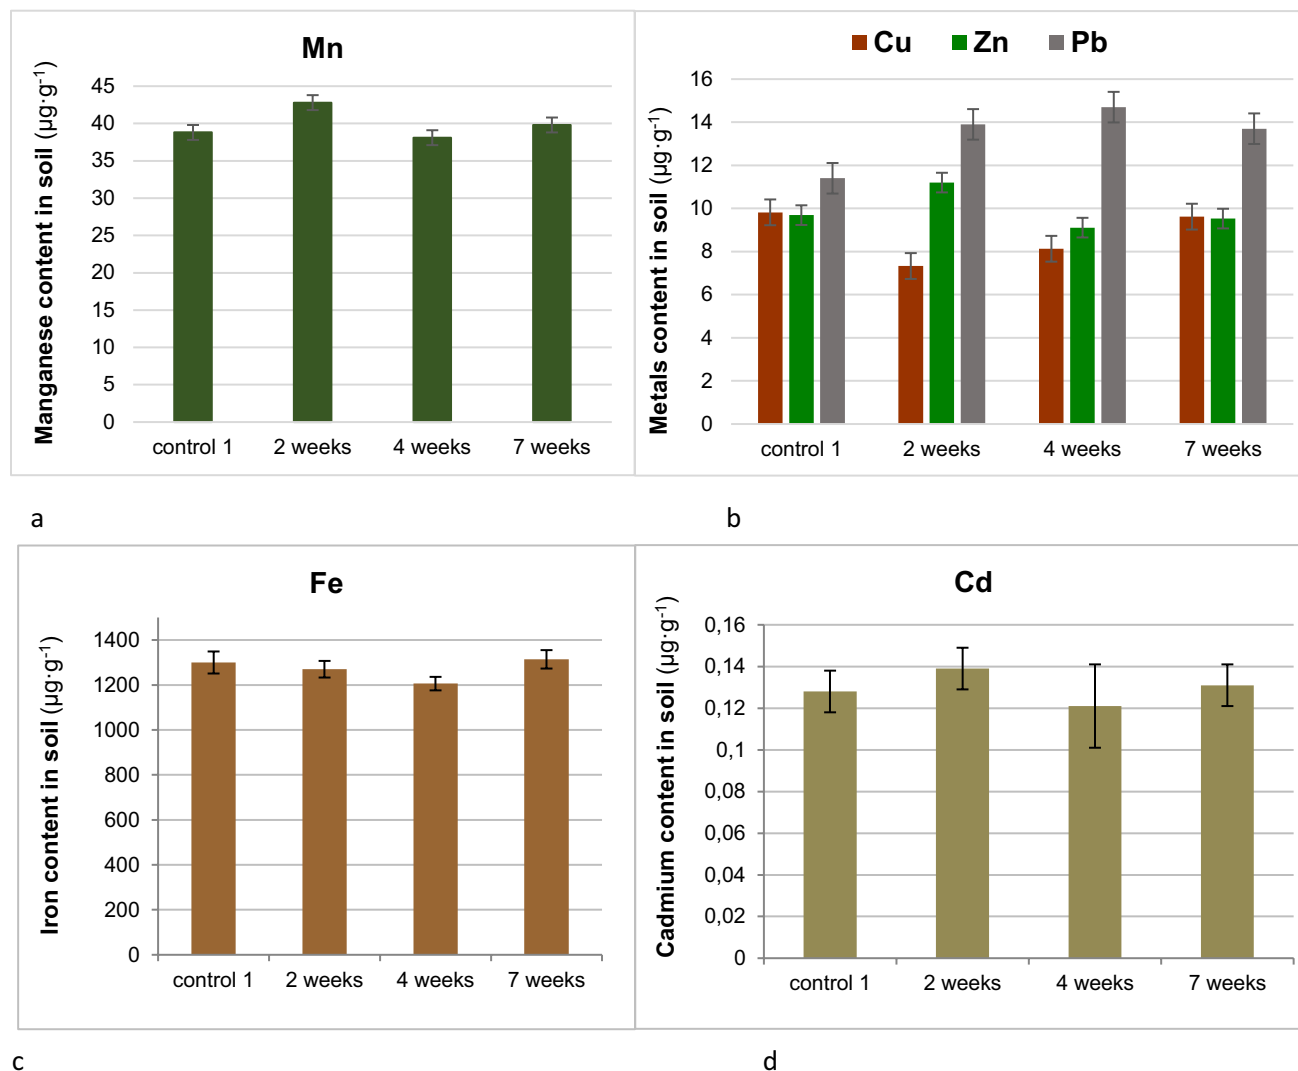 Mn
Manganese content in soil (µg·g⁻¹)
45
40
35
30
25
20
15
10
5
0
control 1 2 weeks 4 weeks 7 weeks
a
Cu Zn Pb
Metals content in soil (µg·g⁻¹)
16
14
12
10
8
6
4
2
0
control 1 2 weeks 4 weeks 7 weeks
b
Fe
Iron content in soil (µg·g⁻¹)
1400
1200
1000
800
600
400
200
0
control 1 2 weeks 4 weeks 7 weeks
c
Cd
Cadmium content in soil (µg·g⁻¹)
0,16
0,14
0,12
0,1
0,08
0,06
0,04
0,02
0
control 1 2 weeks 4 weeks 7 weeks
d